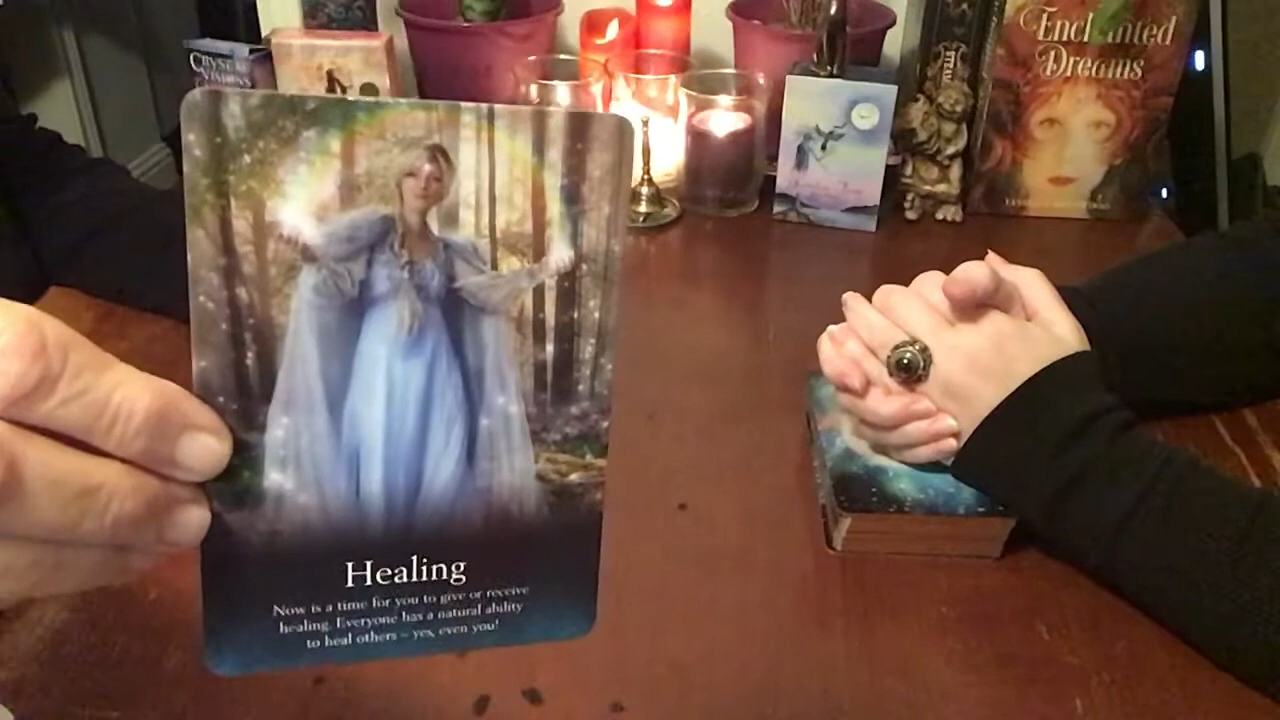 CRYSTAL
VISIONS
Enchanted
Dreams
Healing
Now is a time for you to give or receive
healing. Everyone has a natural ability
to heal others – yes, even you!